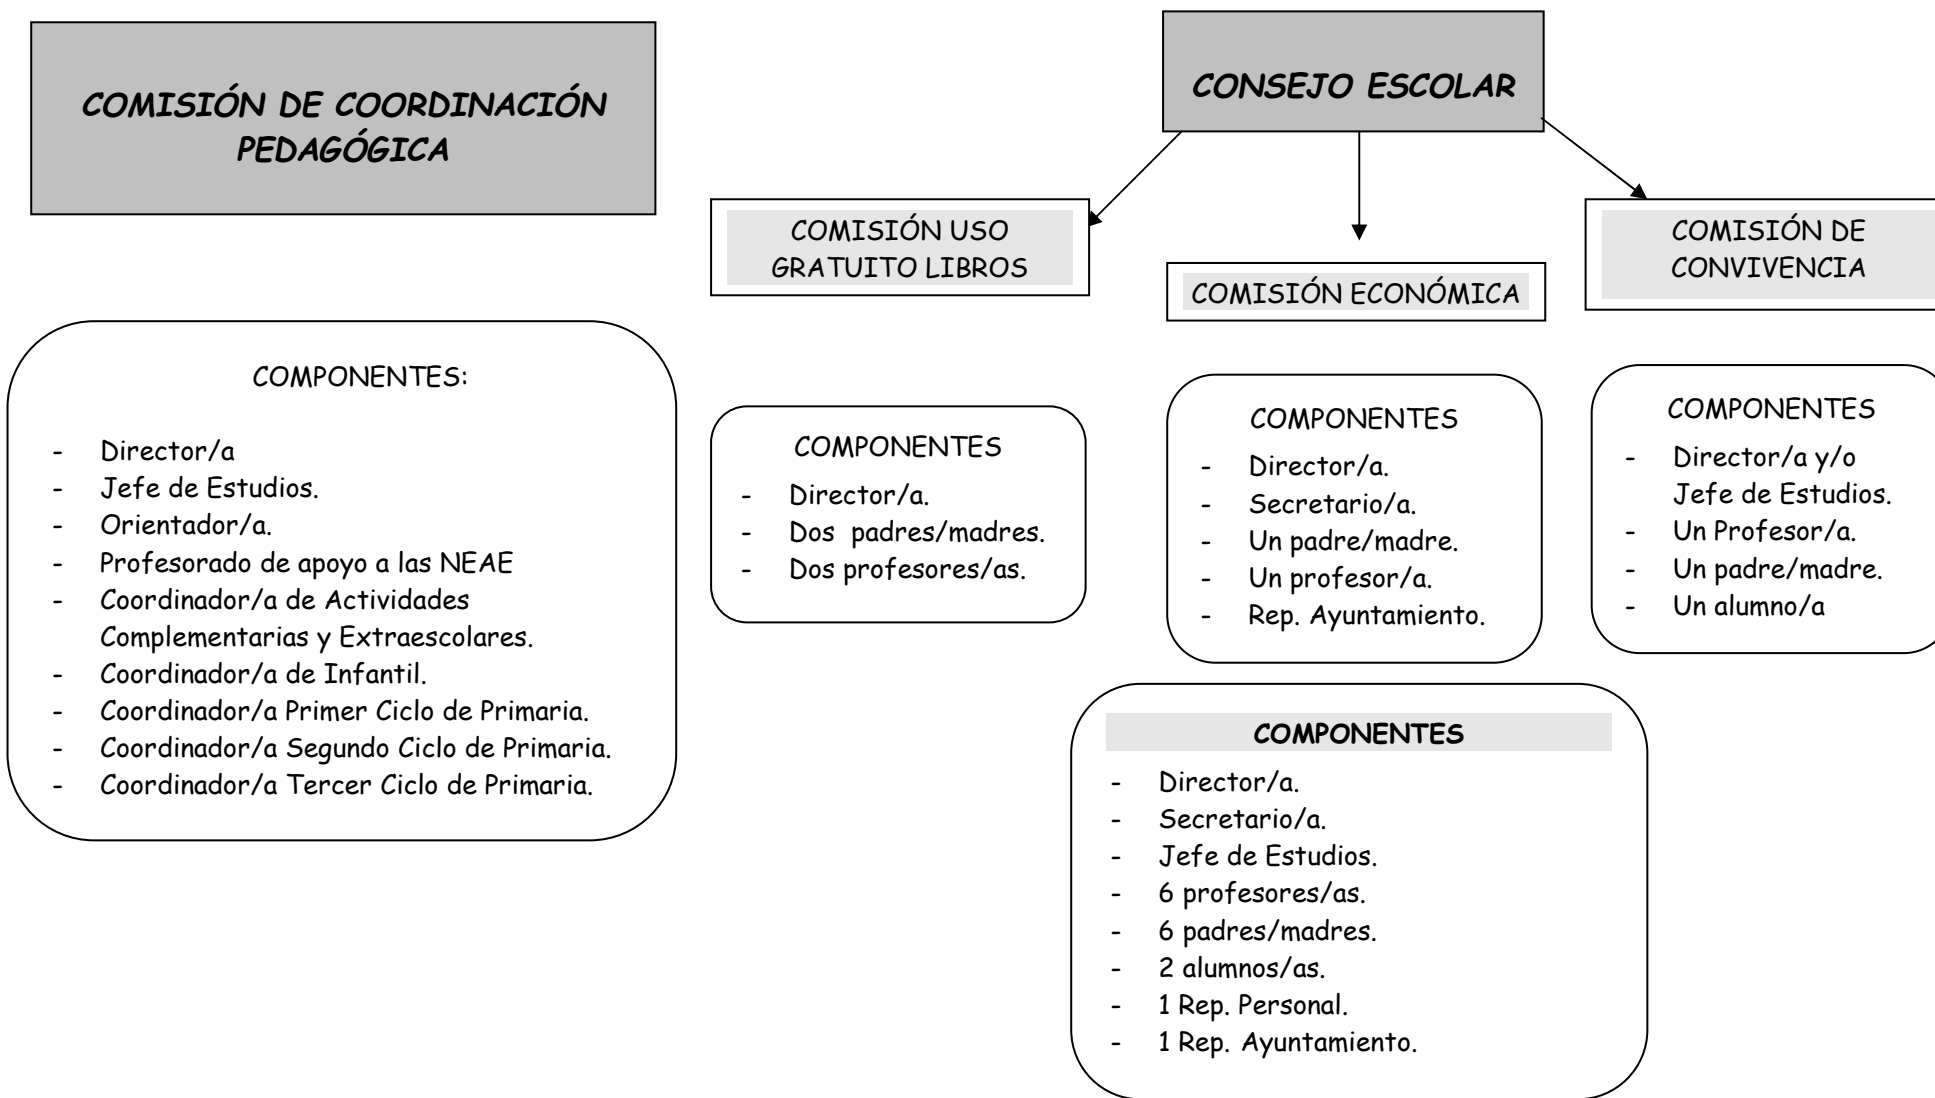 COMISIÓN DE COORDINACIÓN
PEDAGÓGICA
COMPONENTES:
- Director/a
- Jefe de Estudios.
- Orientador/a.
- Profesorado de apoyo a las NEAE
- Coordinador/a de Actividades
Complementarias y Extraescolares.
- Coordinador/a de Infantil.
- Coordinador/a Primer Ciclo de Primaria.
- Coordinador/a Segundo Ciclo de Primaria.
- Coordinador/a Tercer Ciclo de Primaria.
CONSEJO ESCOLAR
COMISIÓN USO
GRATUITO LIBROS
COMPONENTES
- Director/a.
- Dos padres/madres.
- Dos profesores/as.
COMISIÓN ECONÓMICA
COMPONENTES
- Director/a.
- Secretario/a.
- Un padre/madre.
- Un profesor/a.
- Rep. Ayuntamiento.
COMISIÓN DE
CONVIVENCIA
COMPONENTES
- Director/a y/o
Jefe de Estudios.
- Un Profesor/a.
- Un padre/madre.
- Un alumno/a
COMPONENTES
- Director/a.
- Secretario/a.
- Jefe de Estudios.
- 6 profesores/as.
- 6 padres/madres.
- 2 alumnos/as.
- 1 Rep. Personal.
- 1 Rep. Ayuntamiento.